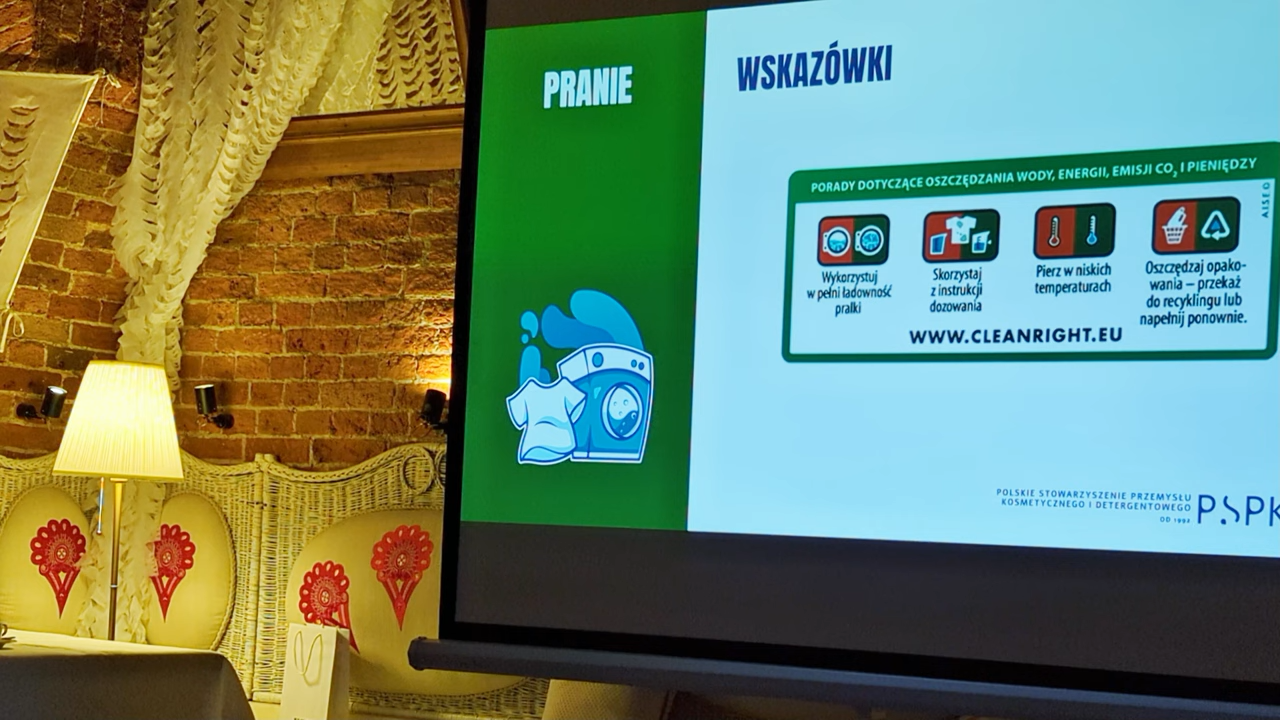 PRANIE
WSKAZÓWKI
PORADY DOTYCZĄCE OSZCZĘDZANIA WODY, ENERGII, EMISJI CO₂ I PIENIĘDZY
Wykorzystuj
w pełni ładowność
pralki
Skorzystaj
z instrukcji
dozowania
Pierz w niskich
temperaturach
Oszczędzaj opako-
wania – przekaż
do recyklingu lub
napełnij ponownie.
WWW.CLEANRIGHT.EU
AISE©
POLSKIE STOWARZYSZENIE PRZEMYSŁU
KOSMETYCZNEGO I DETERGENTOWEGO
OD 1992
PSPK